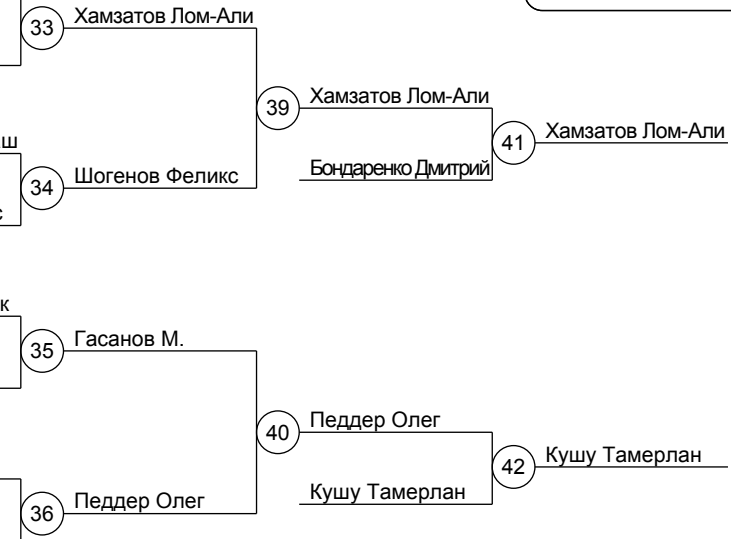 33 Хамзатов Лом-Али
39 Хамзатов Лом-Али
41 Хамзатов Лом-Али
ш
Бондаренко Дмитрий
34 Шогенов Феликс
с
к
35 Гасанов М.
40 Педдер Олег
42 Кушу Тамерлан
Кушу Тамерлан
36 Педдер Олег